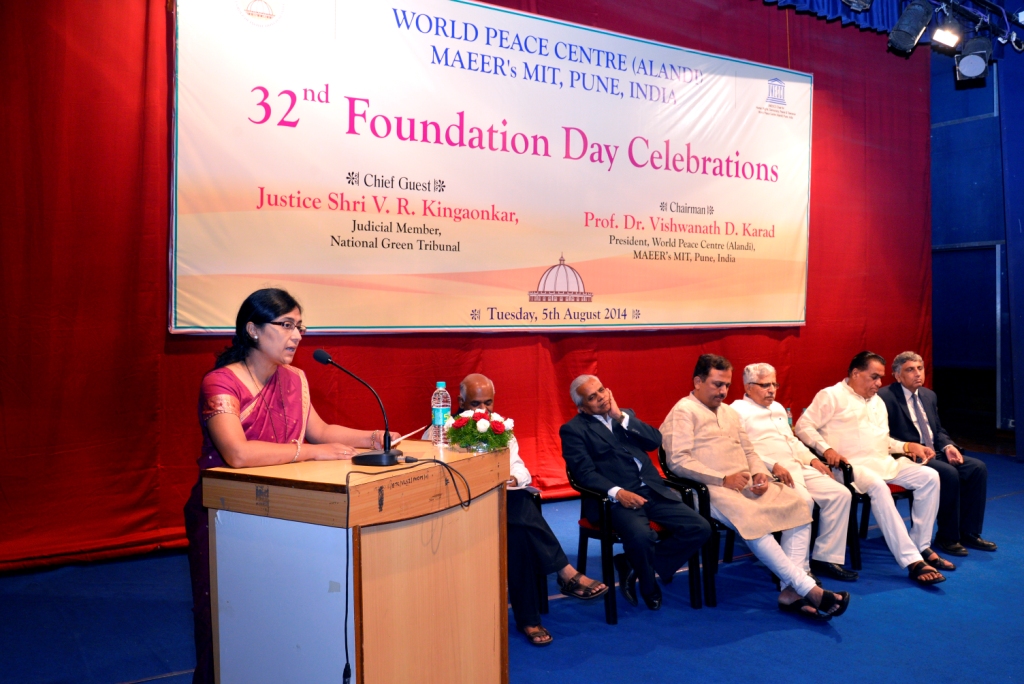 WORLD PEACE CENTRE (ALANDI)
MAEER's MIT, PUNE, INDIA
32nd Foundation Day Celebrations
Chief Guest
Justice Shri V. R. Kingaonkar,
Judicial Member,
National Green Tribunal
Chairman
Prof. Dr. Vishwanath D. Karad
President, World Peace Centre (Alandi),
MAEER's MIT, Pune, India
Tuesday, 5th August 2014